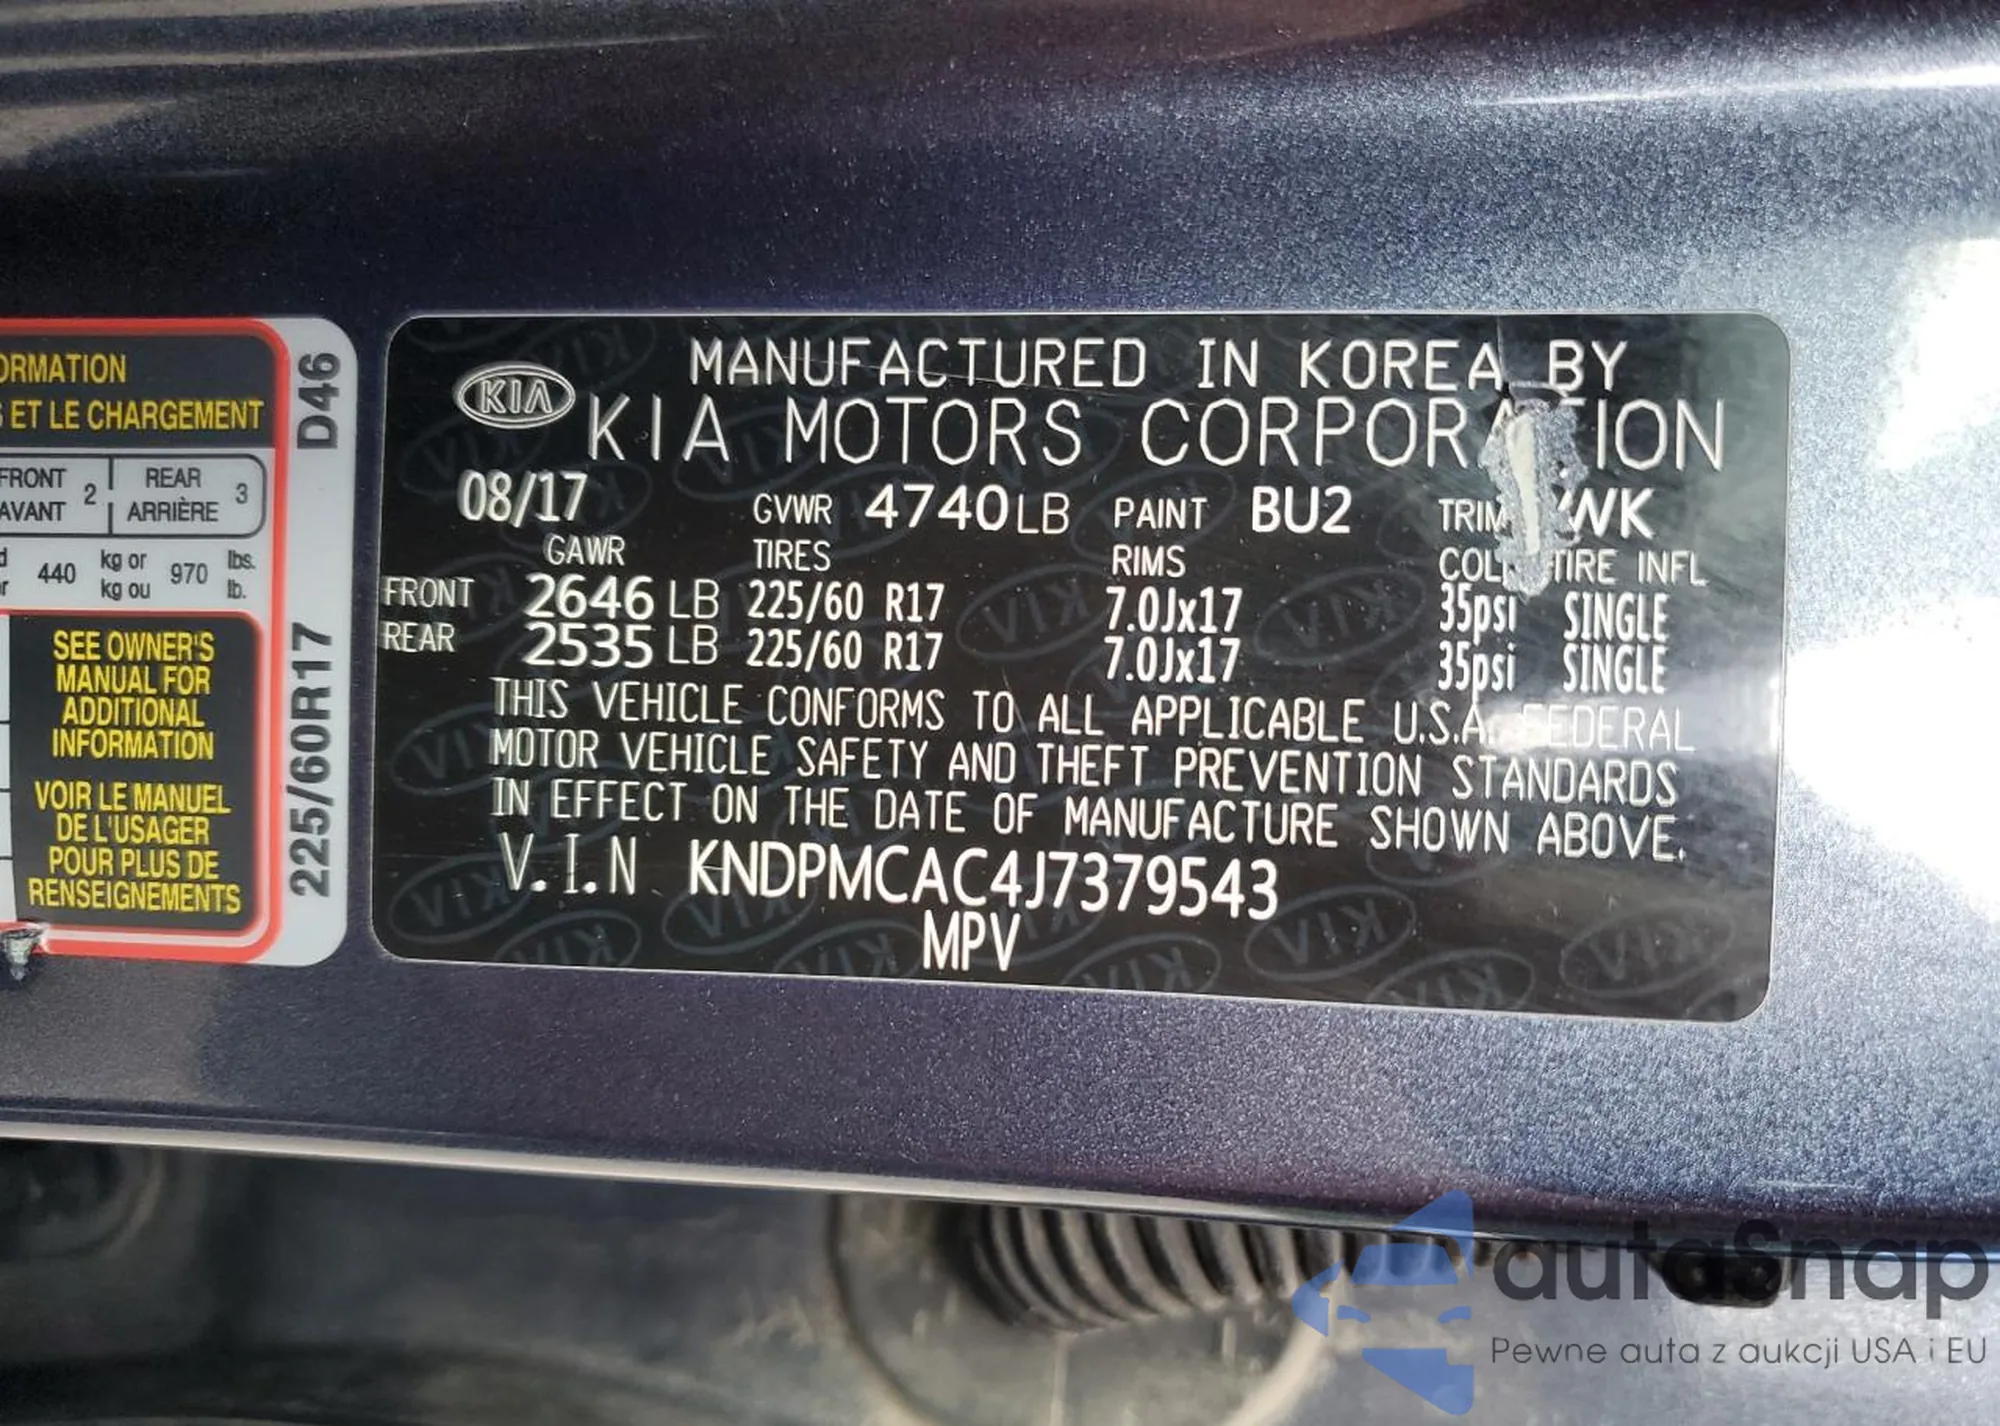 ORMATION
S ET LE CHARGEMENT
FRONT
AVANT 2
REAR
ARRIÈRE 3
440 kg or 970 lbs.
kg ou lb.
SEE OWNER'S
MANUAL FOR
ADDITIONAL
INFORMATION
VOIR LE MANUEL
DE L'USAGER
POUR PLUS DE
RENSEIGNEMENTS
D46
225/60R17
KIA
MANUFACTURED IN KOREA BY
KIA MOTORS CORPORATION
08/17 GVWR 4740LB PAINT BU2 TRIM WK
GAWR TIRES RIMS COLD TIRE INFL
FRONT 2646 LB 225/60 R17 7.0Jx17 35psi SINGLE
REAR 2535 LB 225/60 R17 7.0Jx17 35psi SINGLE
THIS VEHICLE CONFORMS TO ALL APPLICABLE U.S.A. FEDERAL
MOTOR VEHICLE SAFETY AND THEFT PREVENTION STANDARDS
IN EFFECT ON THE DATE OF MANUFACTURE SHOWN ABOVE.
V.I.N KNDPMCAC4J7379543
MPV
autaSnap
Pewne auta z aukcji USA i EU